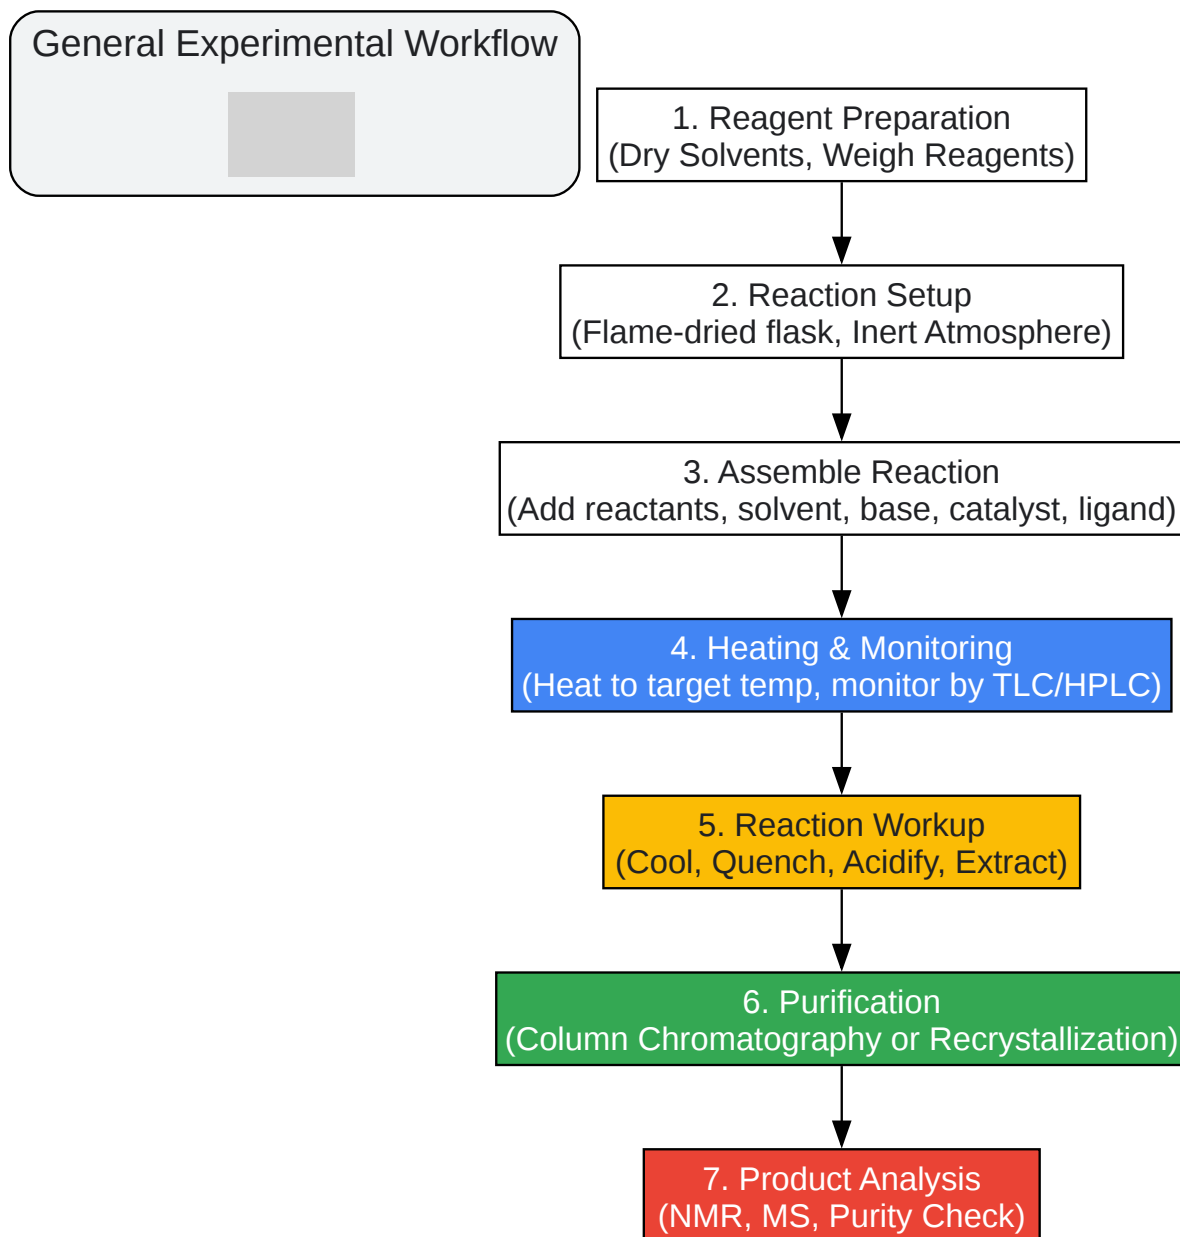 General Experimental Workflow
1. Reagent Preparation
(Dry Solvents, Weigh Reagents)
2. Reaction Setup
(Flame-dried flask, Inert Atmosphere)
3. Assemble Reaction
(Add reactants, solvent, base, catalyst, ligand)
4. Heating & Monitoring
(Heat to target temp, monitor by TLC/HPLC)
5. Reaction Workup
(Cool, Quench, Acidify, Extract)
6. Purification
(Column Chromatography or Recrystallization)
7. Product Analysis
(NMR, MS, Purity Check)